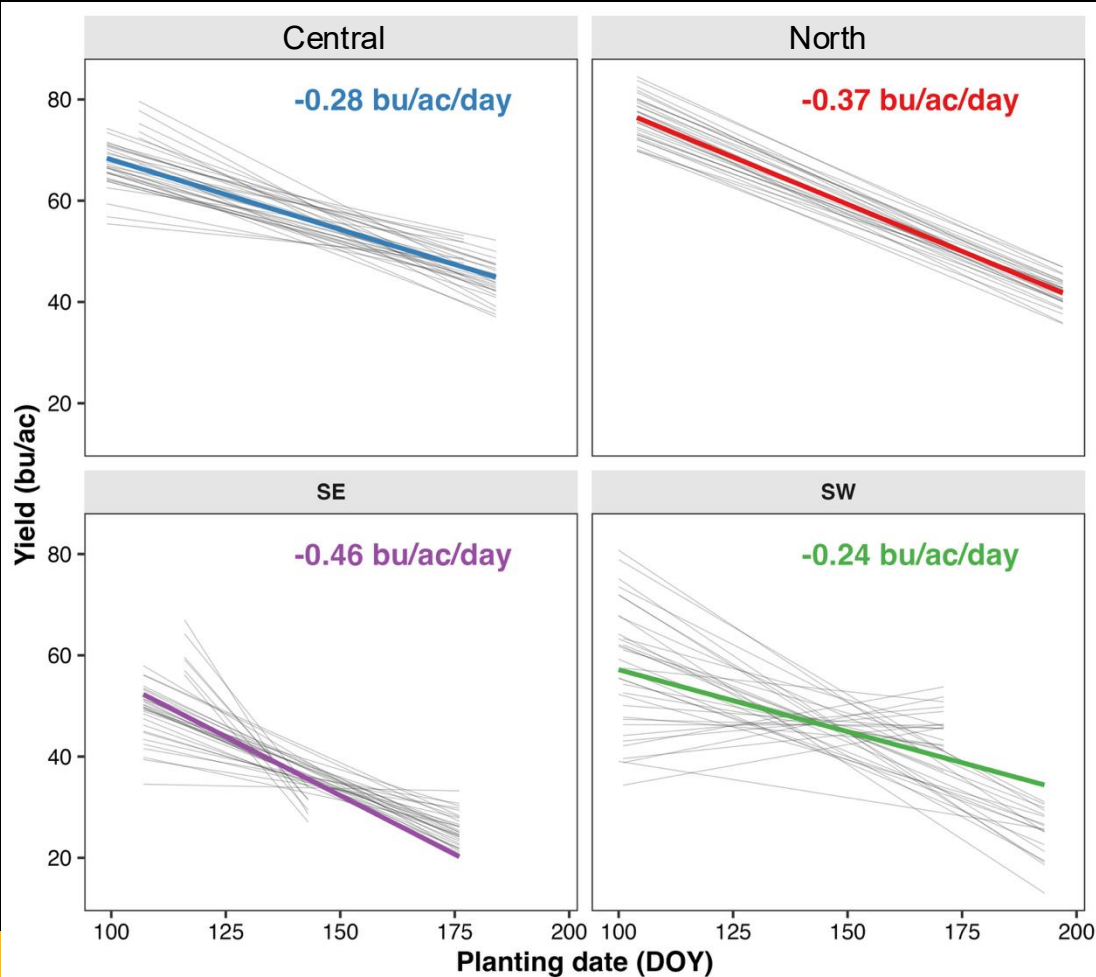 Central
North
-0.28 bu/ac/day
-0.37 bu/ac/day
80
60
40
20
Yield (bu/ac)
SE
SW
-0.46 bu/ac/day
-0.24 bu/ac/day
80
60
40
20
100 125 150 175 200
100 125 150 175 200
Planting date (DOY)